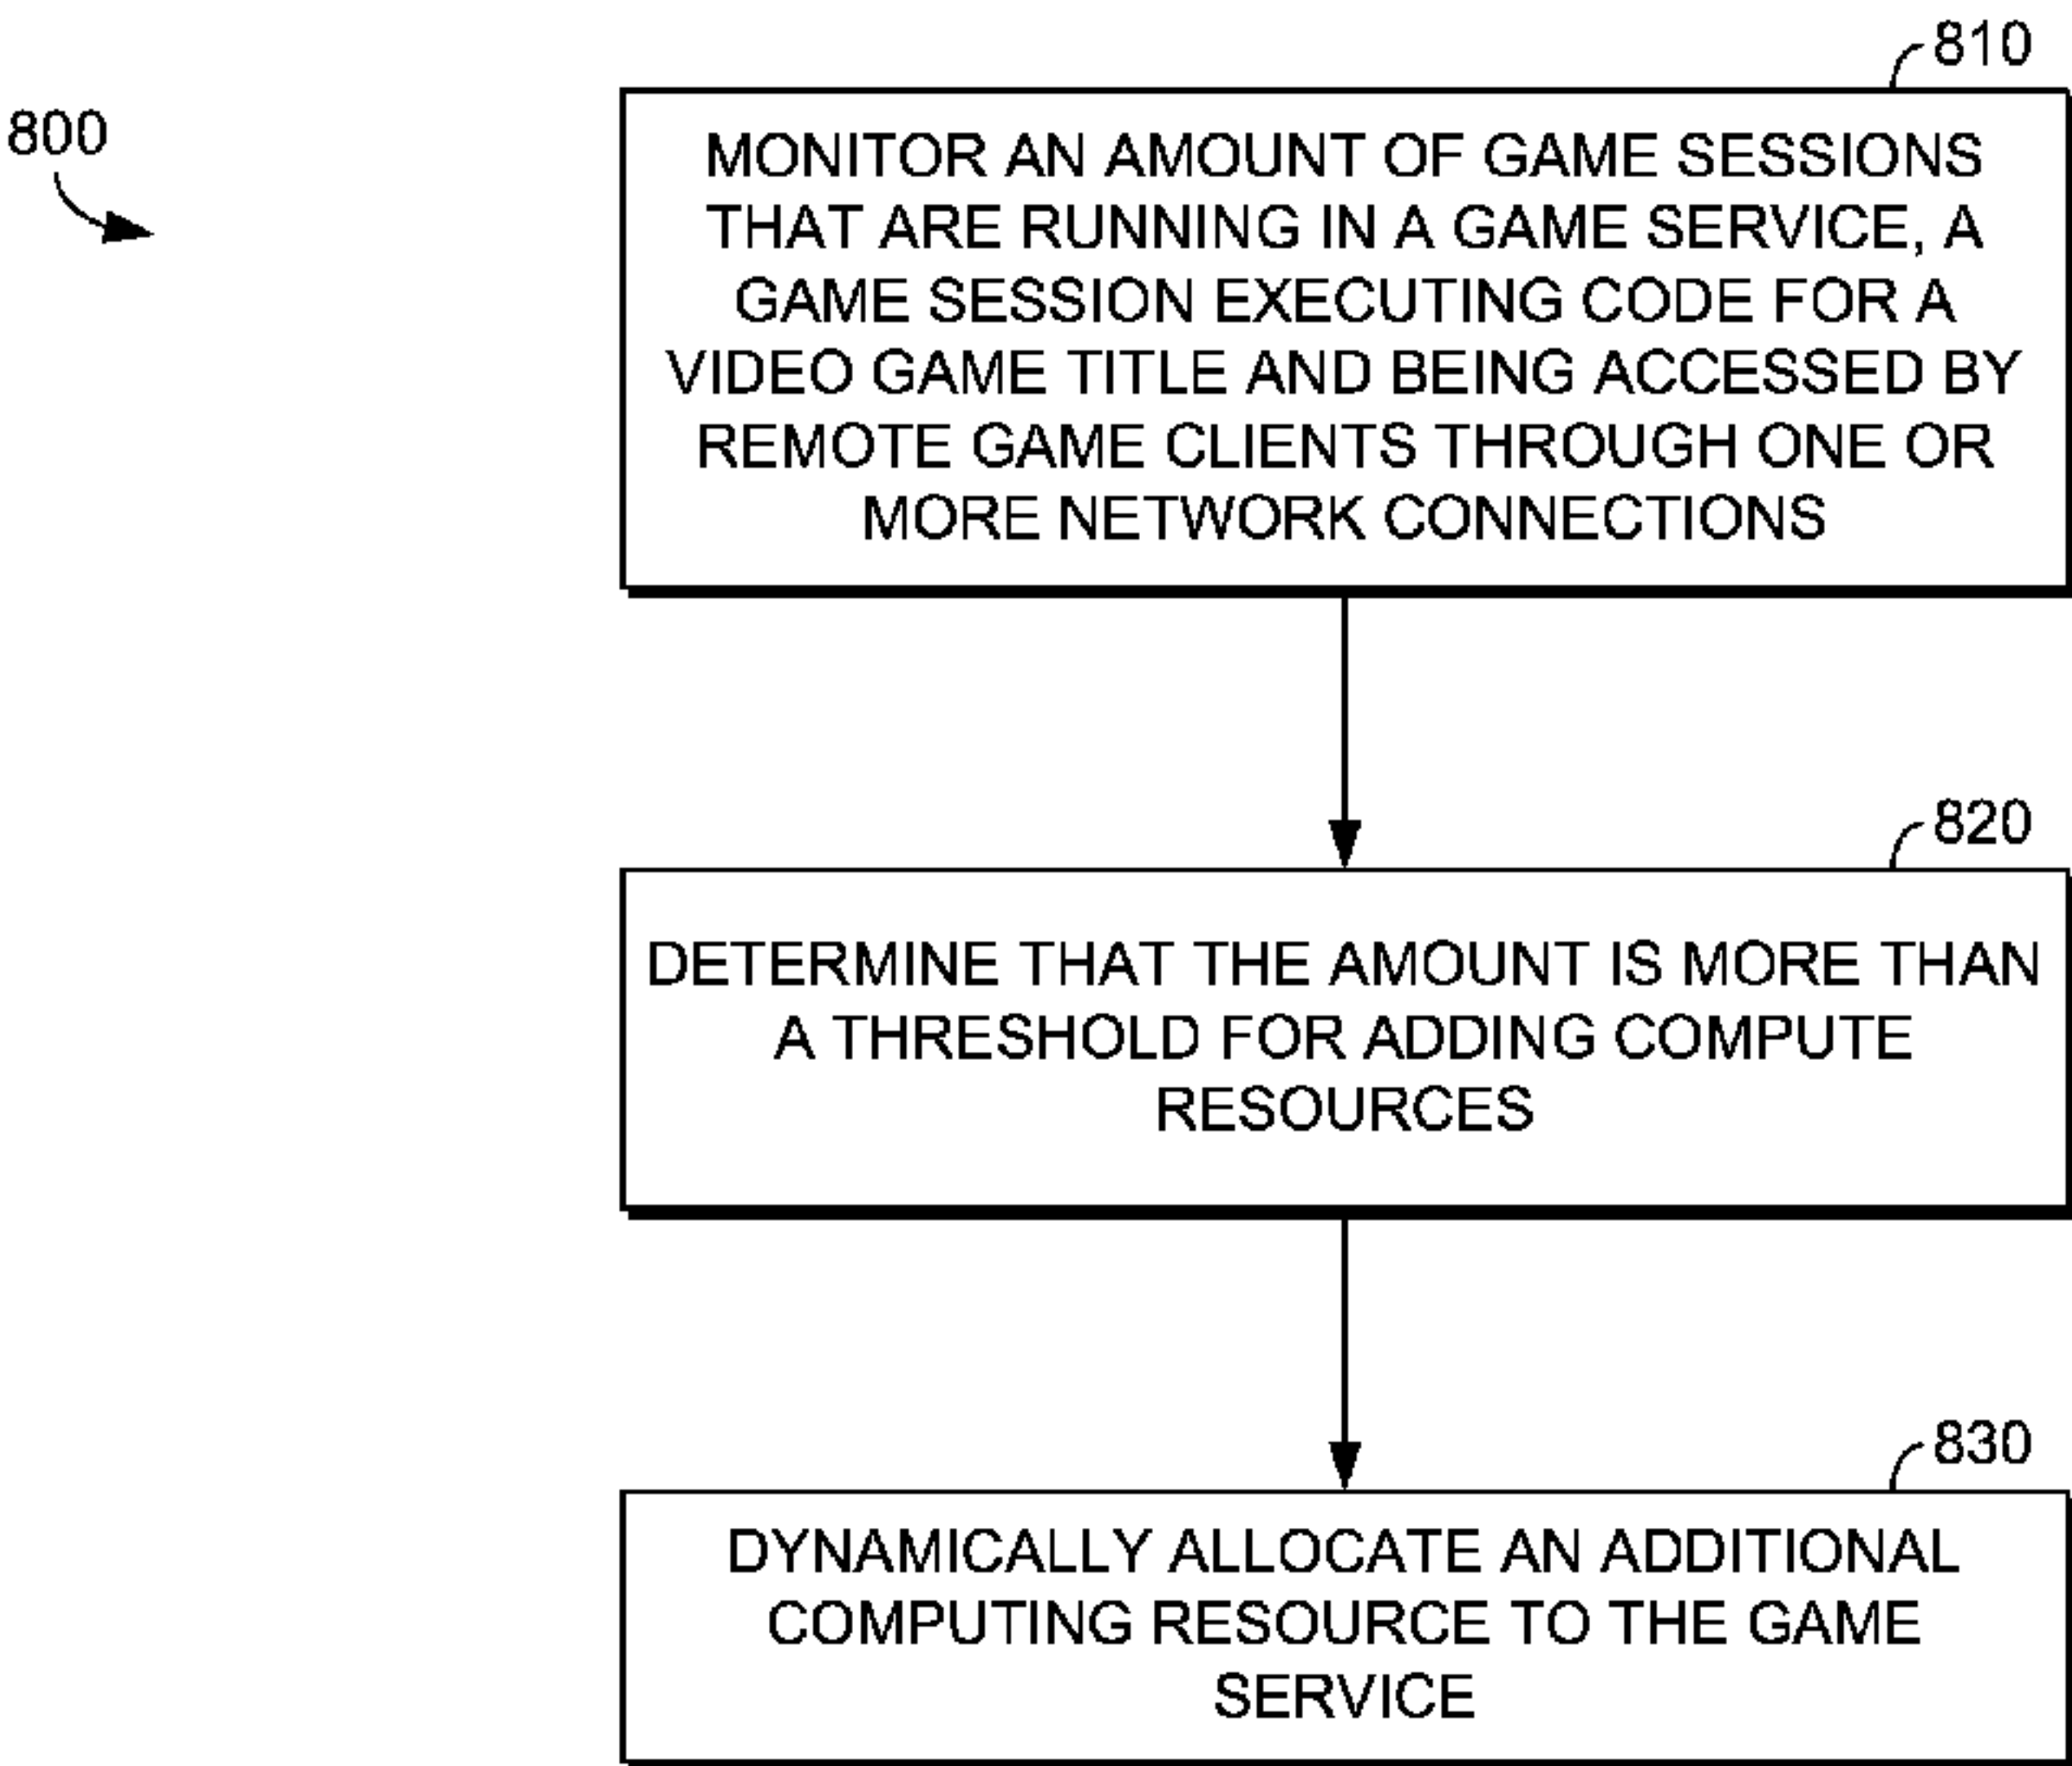 800
810
MONITOR AN AMOUNT OF GAME SESSIONS
THAT ARE RUNNING IN A GAME SERVICE, A
GAME SESSION EXECUTING CODE FOR A
VIDEO GAME TITLE AND BEING ACCESSED BY
REMOTE GAME CLIENTS THROUGH ONE OR
MORE NETWORK CONNECTIONS
820
DETERMINE THAT THE AMOUNT IS MORE THAN
A THRESHOLD FOR ADDING COMPUTE
RESOURCES
830
DYNAMICALLY ALLOCATE AN ADDITIONAL
COMPUTING RESOURCE TO THE GAME
SERVICE